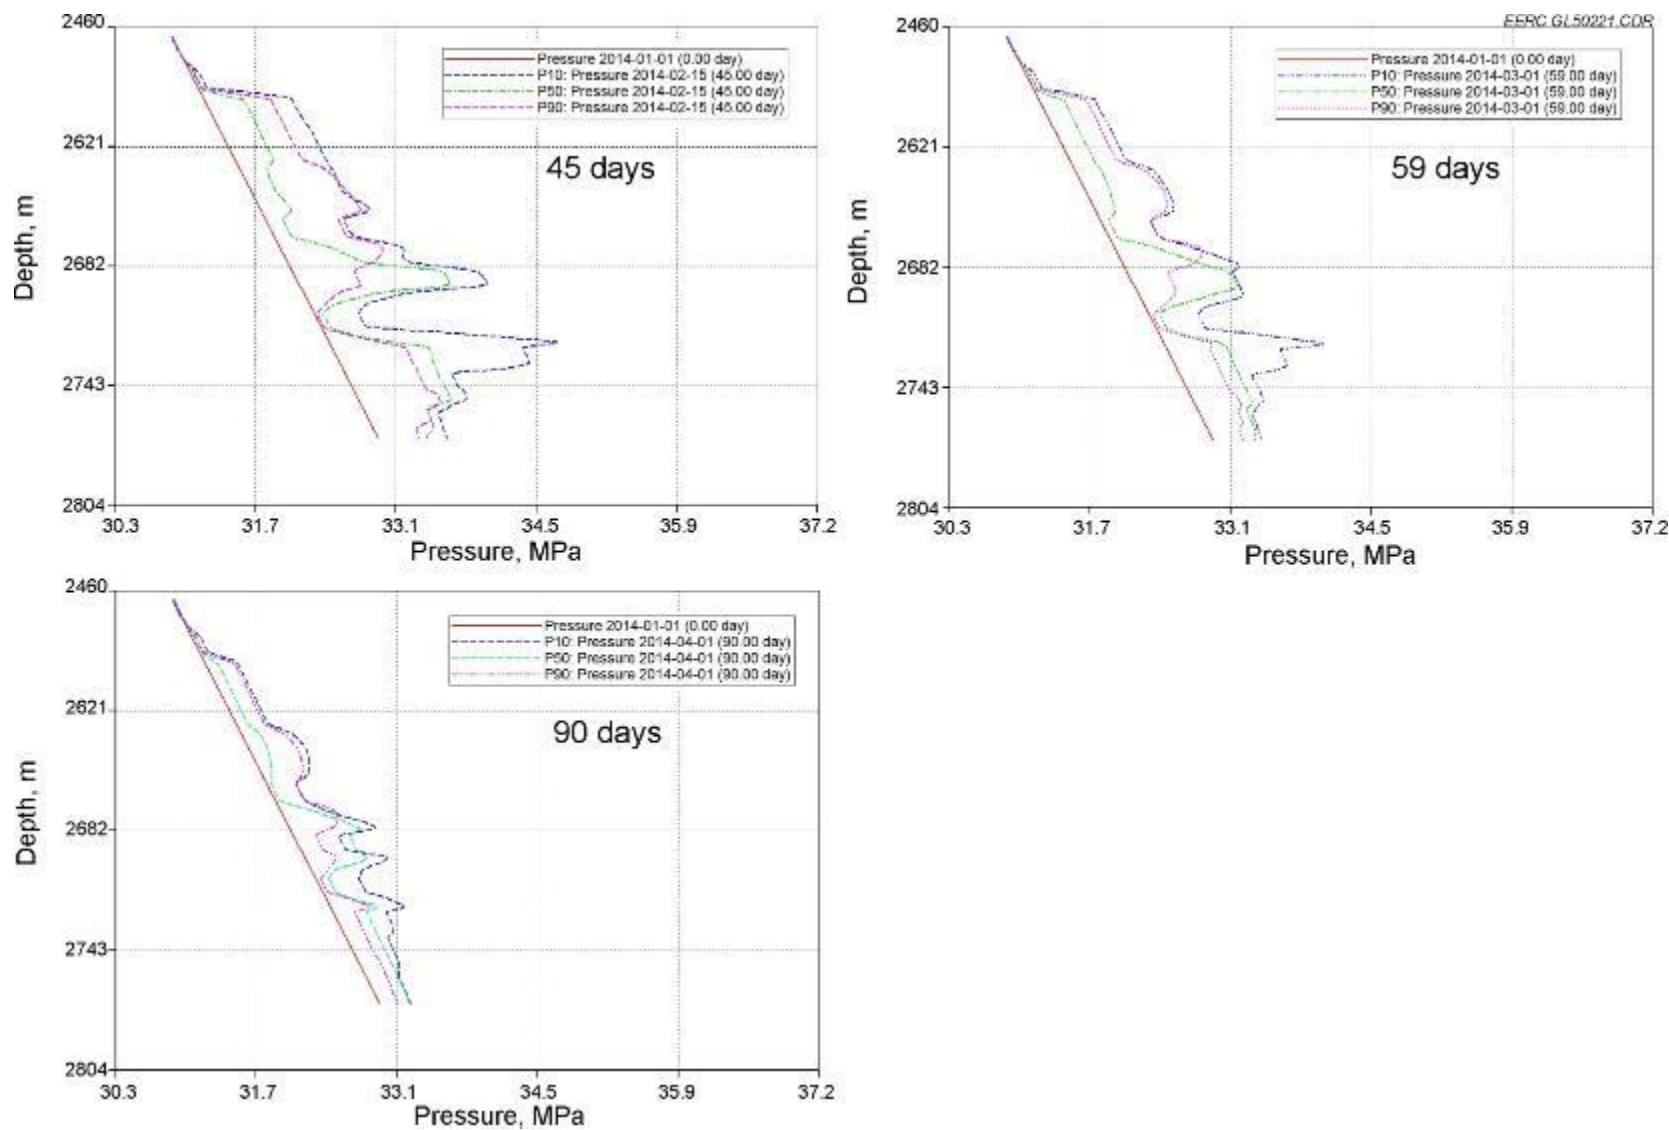 EERC GL50221.CDR
2460
Pressure 2014-01-01 (0.00 day)
P10: Pressure 2014-02-15 (45.00 day)
P50: Pressure 2014-02-15 (45.00 day)
P90: Pressure 2014-02-15 (45.00 day)
2621
45 days
Depth, m
2682
2743
2804
30.3 31.7 33.1 34.5 35.9 37.2
Pressure, MPa
2460
Pressure 2014-01-01 (0.00 day)
P10: Pressure 2014-03-01 (59.00 day)
P50: Pressure 2014-03-01 (59.00 day)
P90: Pressure 2014-03-01 (59.00 day)
2621
59 days
Depth, m
2682
2743
2804
30.3 31.7 33.1 34.5 35.9 37.2
Pressure, MPa
2460
Pressure 2014-01-01 (0.00 day)
P10: Pressure 2014-04-01 (90.00 day)
P50: Pressure 2014-04-01 (90.00 day)
P90: Pressure 2014-04-01 (90.00 day)
2621
90 days
Depth, m
2682
2743
2804
30.3 31.7 33.1 34.5 35.9 37.2
Pressure, MPa